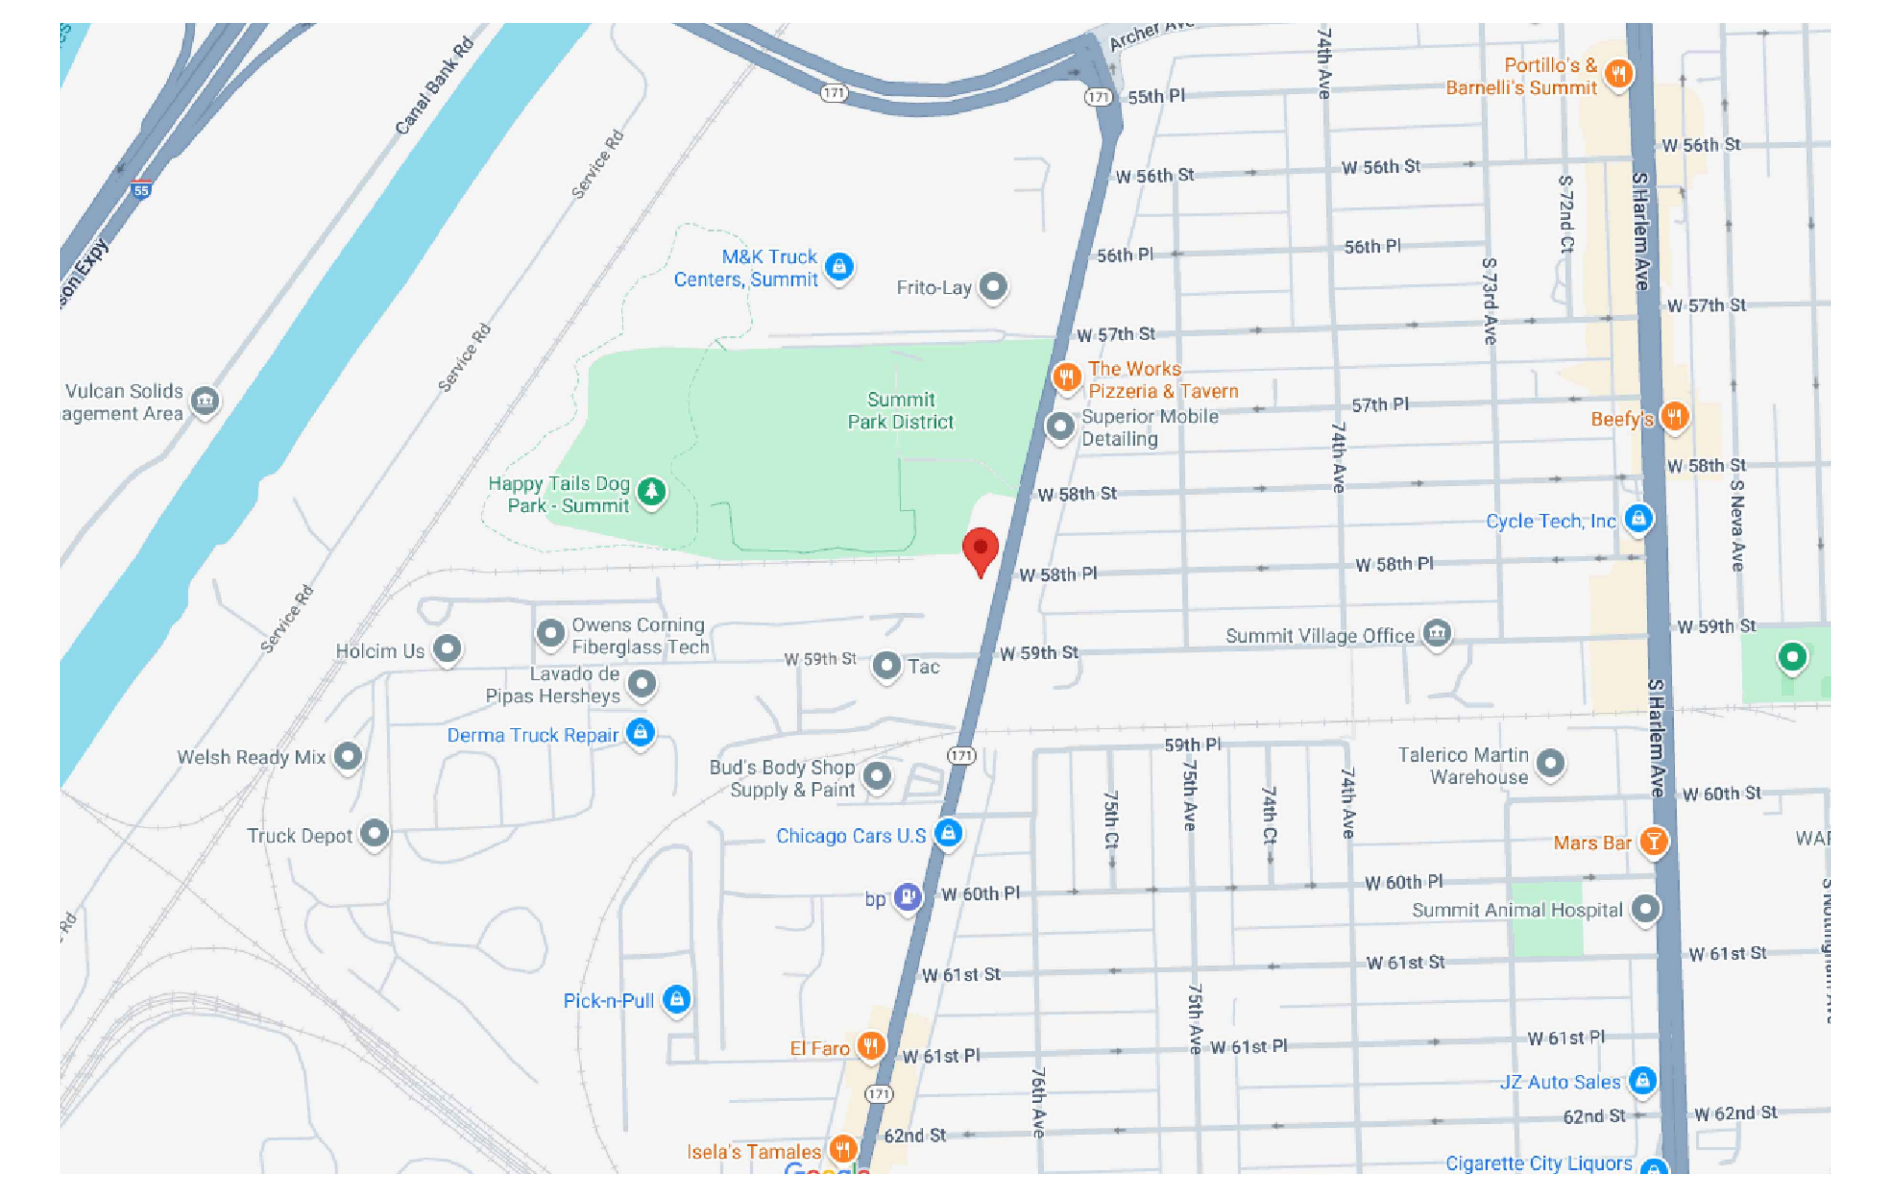 Archer Ave
Canal Bank Rd
171
171
55th Pl
74th Ave
Portillo's &
Barnelli's Summit
Service Rd
W 56th St
W 56th St
W 56th St
55
S 72nd Ct
S Harlem Ave
son Expy
M&K Truck
Centers, Summit
56th Pl
56th Pl
Frito-Lay
S 73rd Ave
W 57th St
W 57th St
Service Rd
The Works
Pizzeria & Tavern
Vulcan Solids
agement Area
Summit
Park District
57th Pl
Superior Mobile
Detailing
Beefy's
74th Ave
W 58th St
Happy Tails Dog
Park - Summit
W 58th St
S Neva Ave
Cycle Tech, Inc
W 58th Pl
W 58th Pl
Service Rd
Owens Corning
Fiberglass Tech
Summit Village Office
W 59th St
Holcim Us
W 59th St
Tac
W 59th St
Lavado de
Pipas Hersheys
S Harlem Ave
Derma Truck Repair
59th Pl
171
Welsh Ready Mix
Bud's Body Shop
Supply & Paint
Talerico Martin
Warehouse
75th Ct
75th Ave
74th Ct
74th Ave
W 60th St
Truck Depot
Chicago Cars U.S
Mars Bar
WAR
bp
W 60th Pl
W 60th Pl
Summit Animal Hospital
Rd
W 61st St
W 61st St
W 61st St
Pick-n-Pull
75th Ave
El Faro
W 61st Pl
W 61st Pl
W 61st Pl
76th Ave
171
JZ Auto Sales
62nd St
62nd St
W 62nd St
Isela's Tamales
Google
Cigarette City Liquors